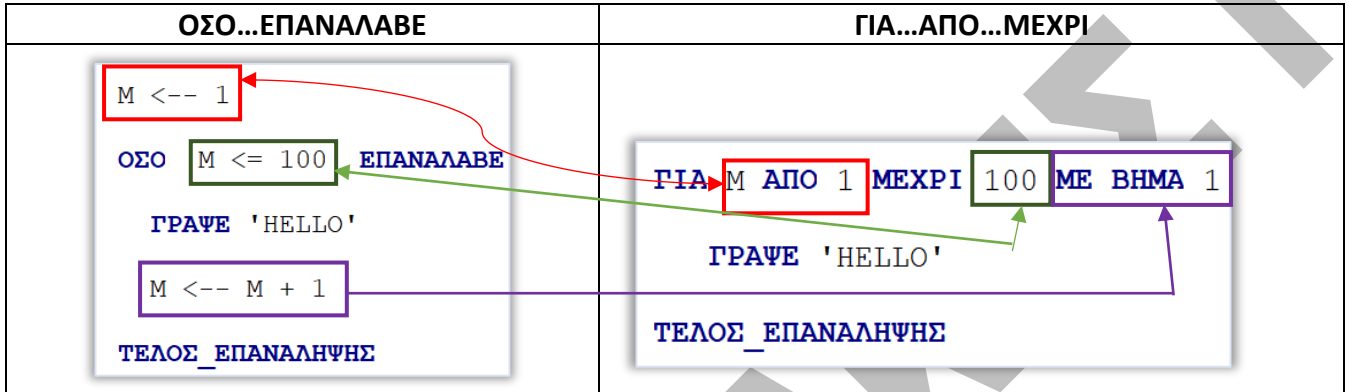 ΟΣΟ...ΕΠΑΝΑΛΑΒΕ
M <-- 1
ΟΣΟ M <= 100 ΕΠΑΝΑΛΑΒΕ
ΓΡΑΨΕ 'HELLO'
M <-- M + 1
ΤΕΛΟΣ_ΕΠΑΝΑΛΗΨΗΣ
ΓΙΑ...ΑΠΟ...ΜΕΧΡΙ
ΓΙΑ M ΑΠΟ 1 ΜΕΧΡΙ 100 ΜΕ ΒΗΜΑ 1
ΓΡΑΨΕ 'HELLO'
ΤΕΛΟΣ_ΕΠΑΝΑΛΗΨΗΣ